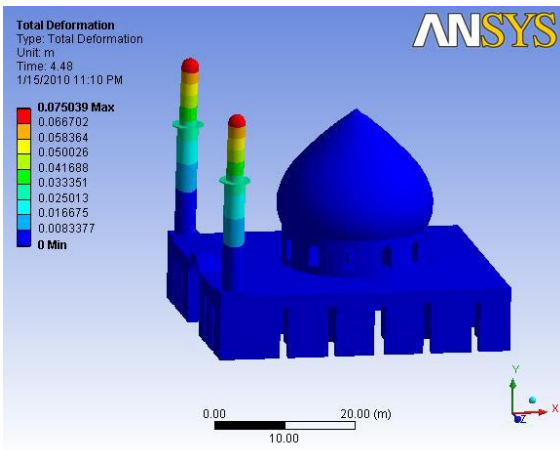 Total Deformation
Type: Total Deformation
Unit: m
Time: 4.48
1/15/2010 11:10 PM
0.075039 Max
0.066702
0.058364
0.050026
0.041688
0.033351
0.025013
0.016675
0.0083377
0 Min
ANSYS
0.00 20.00 (m)
10.00
Y
X
Z